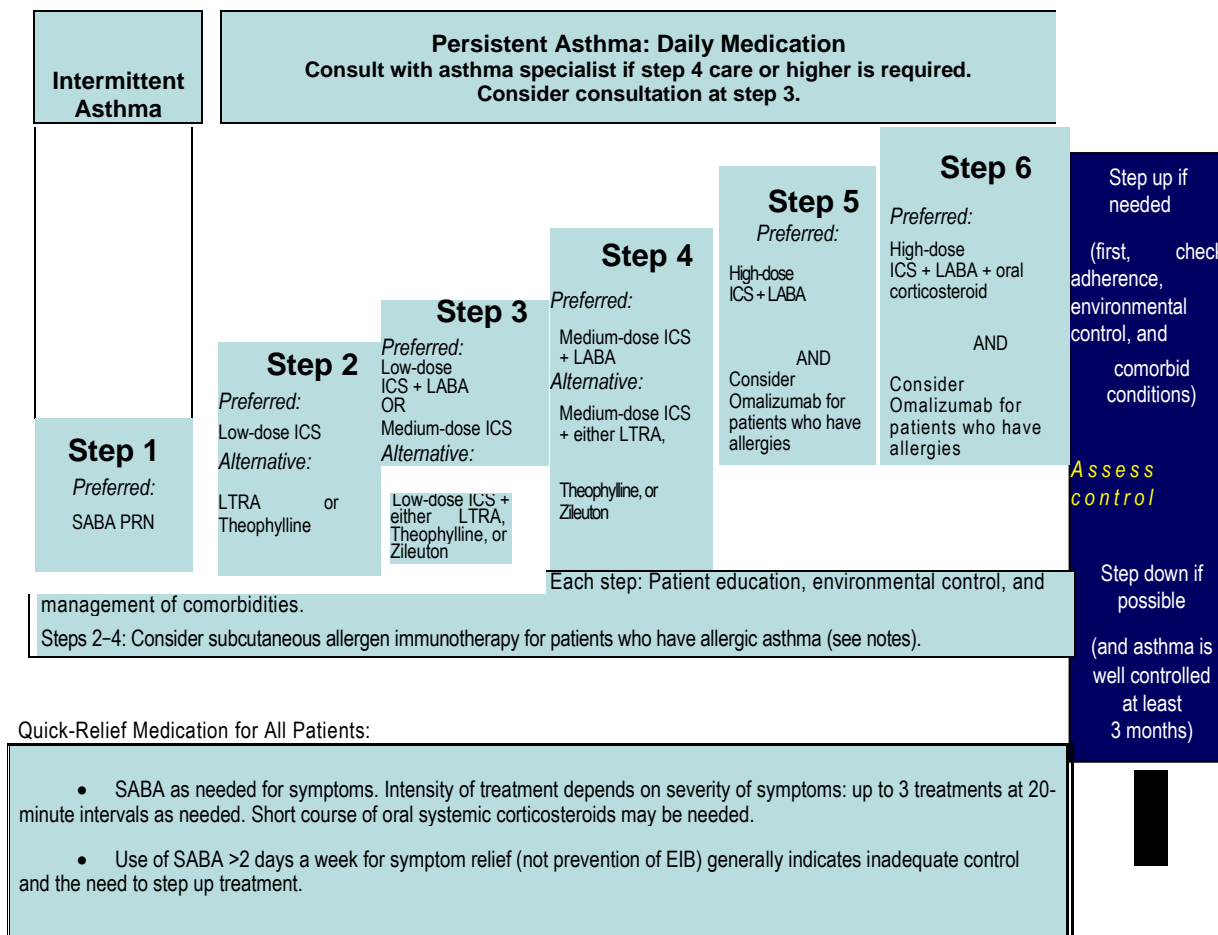 Intermittent
Asthma
Persistent Asthma: Daily Medication
Consult with asthma specialist if step 4 care or higher is required.
Consider consultation at step 3.
Step 1
Preferred:
SABA PRN
Step 2
Preferred:
Low-dose ICS
Alternative:
LTRA or
Theophylline
Step 3
Preferred:
Low-dose
ICS + LABA
OR
Medium-dose ICS
Alternative:
Low-dose ICS +
either LTRA,
Theophylline, or
Zileuton
Step 4
Preferred:
Medium-dose ICS
+ LABA
Alternative:
Medium-dose ICS
+ either LTRA,
Theophylline, or
Zileuton
Step 5
Preferred:
High-dose
ICS + LABA
AND
Consider
Omalizumab for
patients who have
allergies
Step 6
Preferred:
High-dose
ICS + LABA + oral
corticosteroid
AND
Consider
Omalizumab for
patients who have
allergies
Step up if
needed
(first, check
adherence,
environmental
control, and
comorbid
conditions)
Assess
control
Step down if
possible
(and asthma is
well controlled
at least
3 months)
Each step: Patient education, environmental control, and
management of comorbidities.
Steps 2–4: Consider subcutaneous allergen immunotherapy for patients who have allergic asthma (see notes).
Quick-Relief Medication for All Patients:
• SABA as needed for symptoms. Intensity of treatment depends on severity of symptoms: up to 3 treatments at 20-
minute intervals as needed. Short course of oral systemic corticosteroids may be needed.
• Use of SABA >2 days a week for symptom relief (not prevention of EIB) generally indicates inadequate control
and the need to step up treatment.